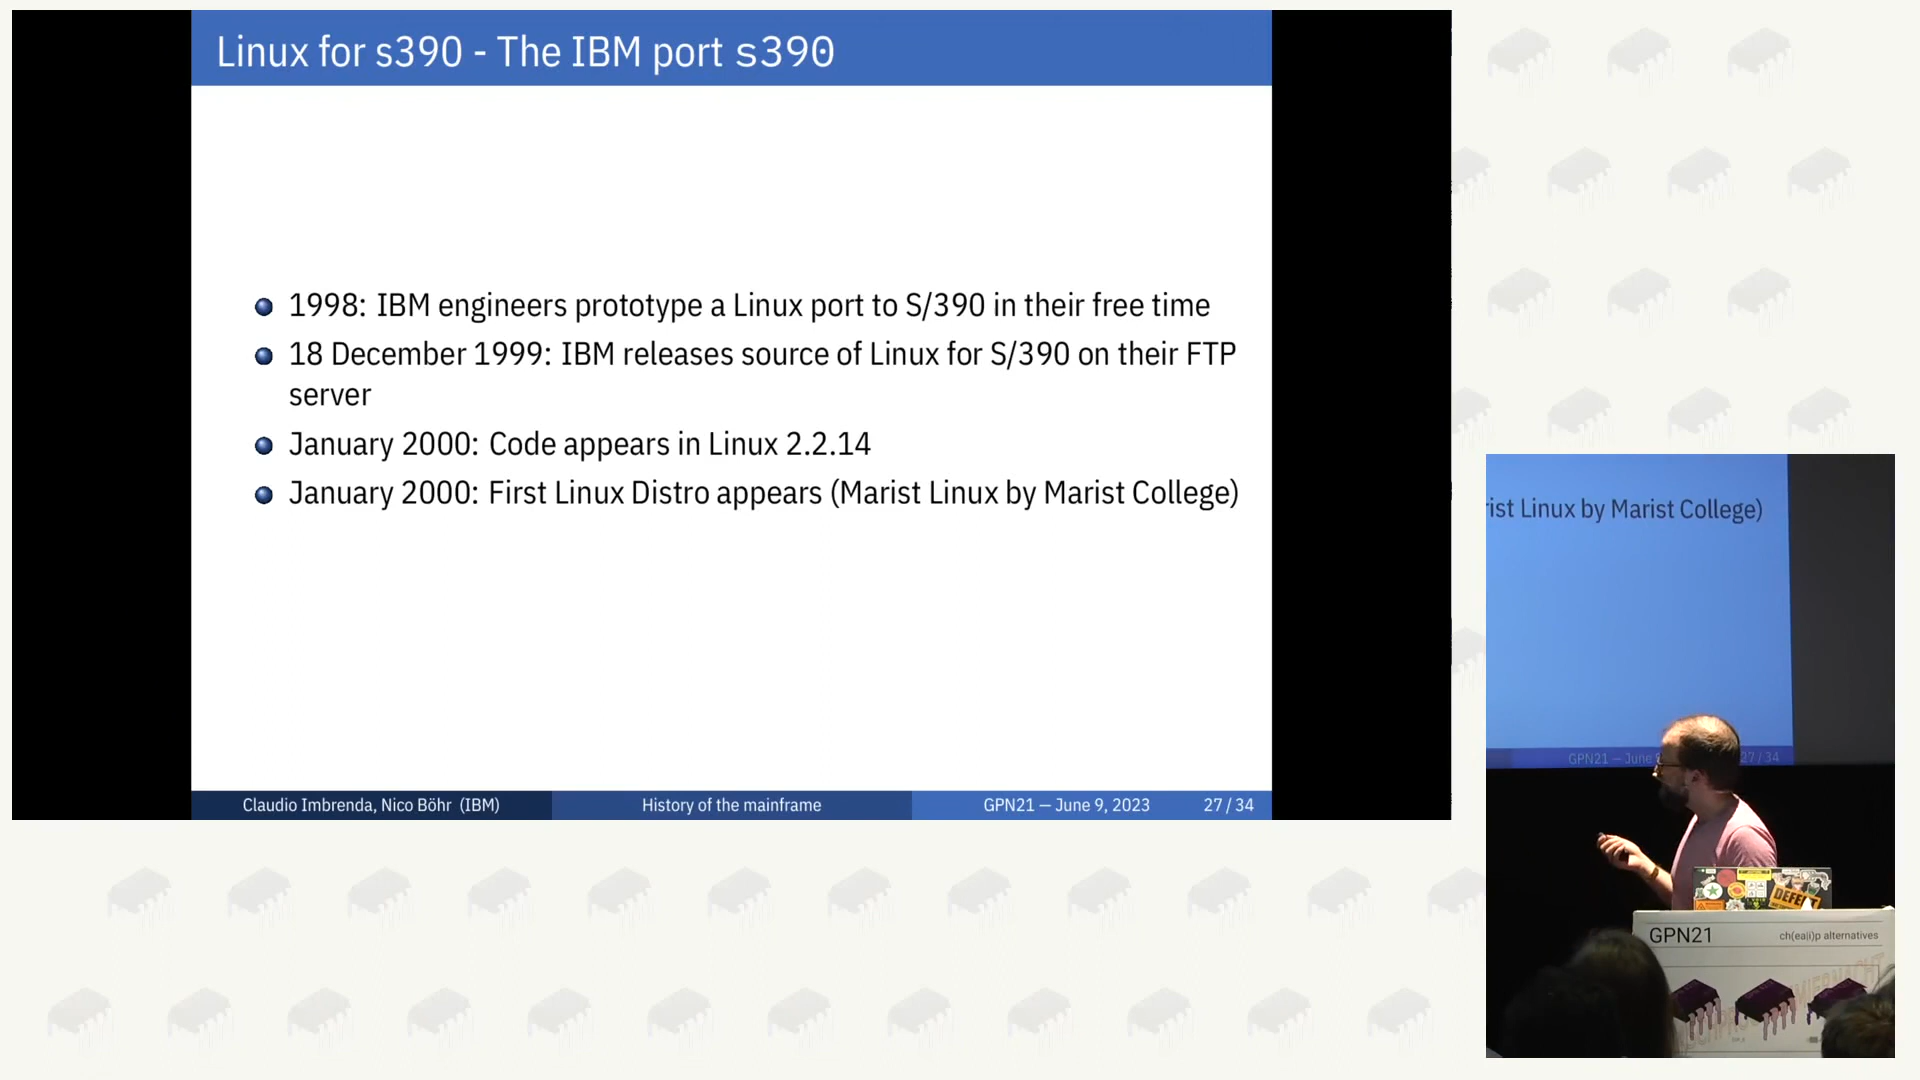 Linux for s390 - The IBM port s390
1998: IBM engineers prototype a Linux port to S/390 in their free time
18 December 1999: IBM releases source of Linux for S/390 on their FTP
server
January 2000: Code appears in Linux 2.2.14
January 2000: First Linux Distro appears (Marist Linux by Marist College)
Claudio Imbrenda, Nico Böhr (IBM)
History of the mainframe
GPN21 — June 9, 2023
27 / 34
rist Linux by Marist College)
GPN21 — June
27 / 34
GPN21
ch(ea|i)p alternatives